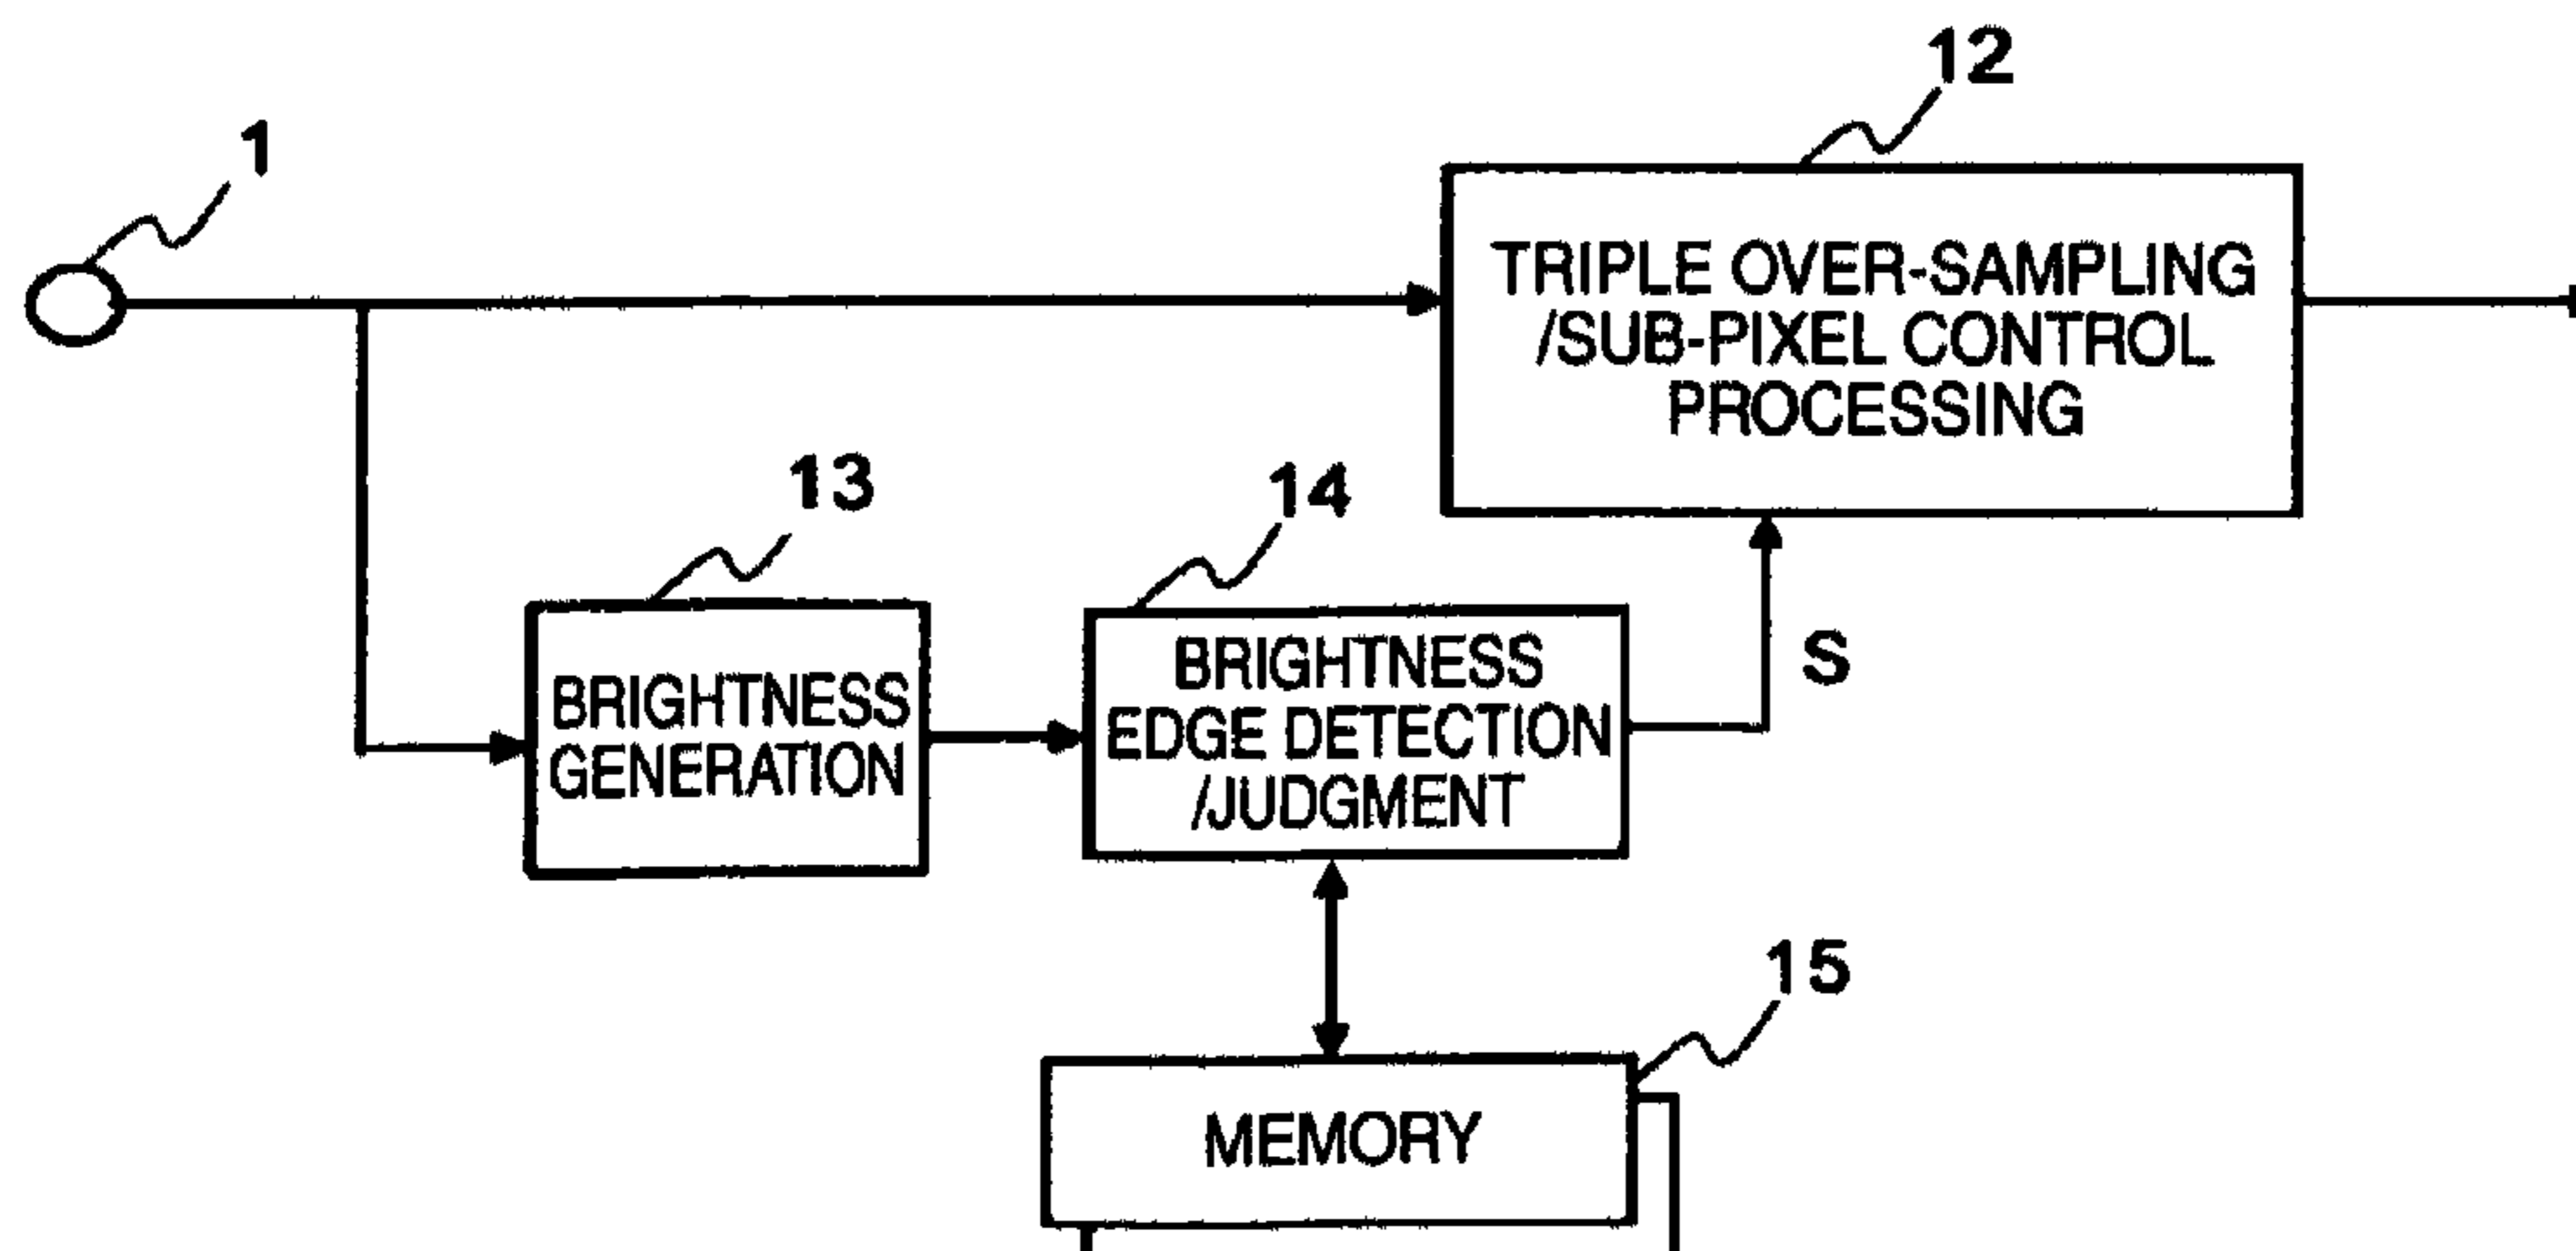 12
1
TRIPLE OVER-SAMPLING
/SUB-PIXEL CONTROL
PROCESSING
13
14
BRIGHTNESS
GENERATION
BRIGHTNESS
EDGE DETECTION
/JUDGMENT
S
15
MEMORY